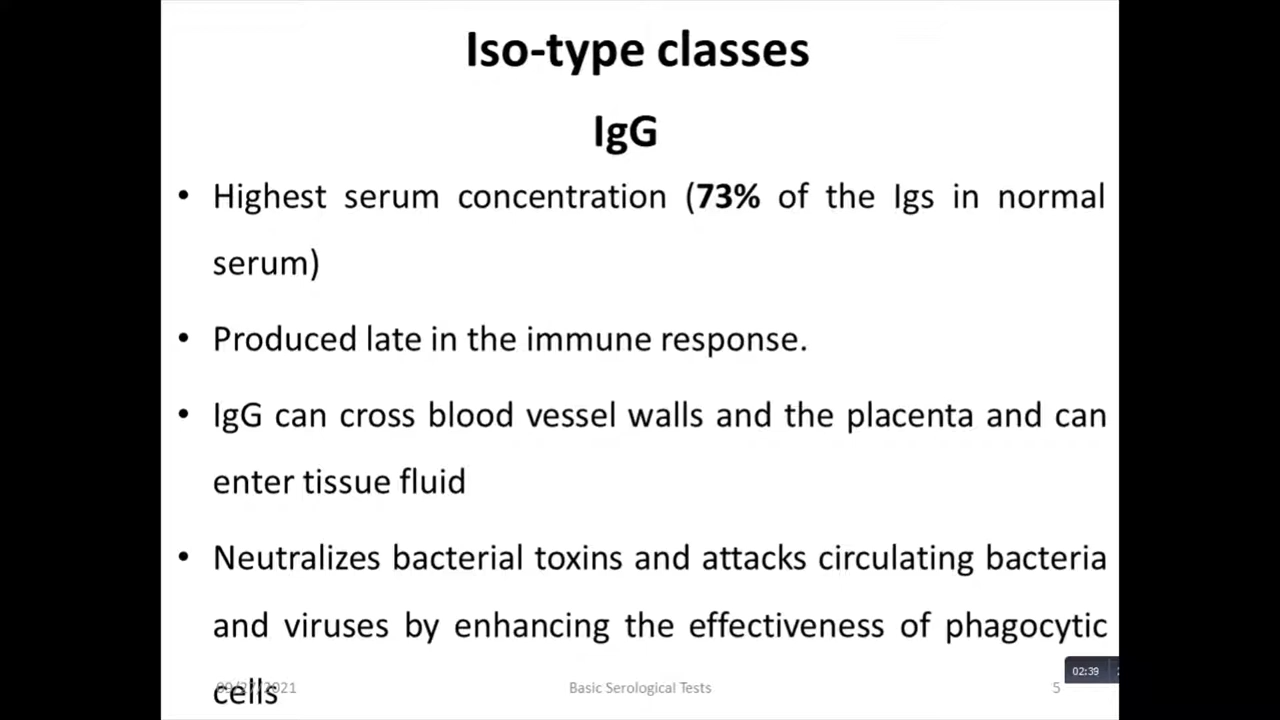 Iso-type classes
IgG
• Highest serum concentration (73% of the Igs in normal
serum)
• Produced late in the immune response.
• IgG can cross blood vessel walls and the placenta and can
enter tissue fluid
• Neutralizes bacterial toxins and attacks circulating bacteria
and viruses by enhancing the effectiveness of phagocytic
cells
02:39
Basic Serological Tests
5